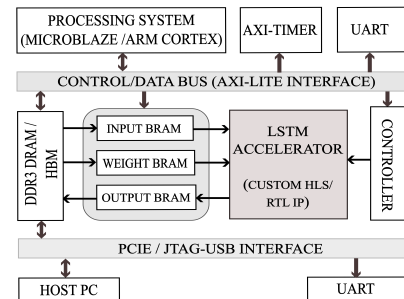 PROCESSING SYSTEM
(MICROBLAZE /ARM CORTEX)
AXI-TIMER
UART
CONTROL/DATA BUS (AXI-LITE INTERFACE)
DDR3 DRAM /
HBM
INPUT BRAM
WEIGHT BRAM
OUTPUT BRAM
LSTM
ACCELERATOR
(CUSTOM HLS/
RTL IP)
CONTROLLER
PCIE / JTAG-USB INTERFACE
HOST PC
UART